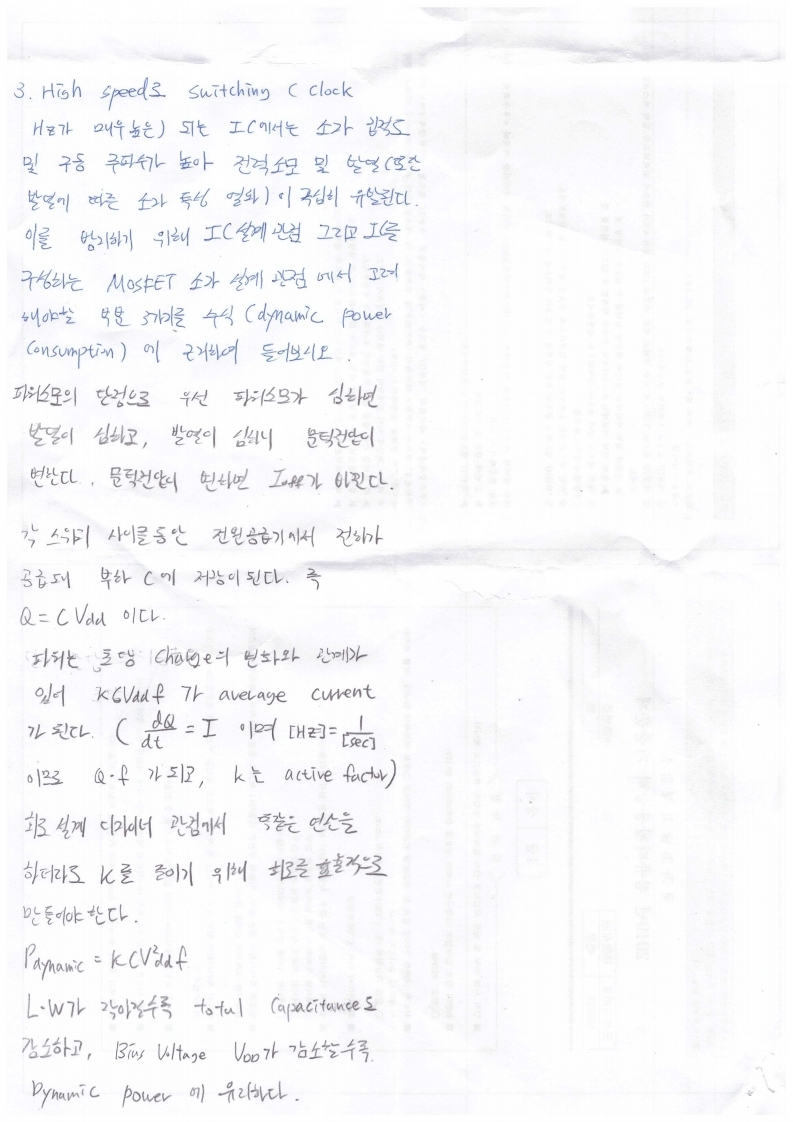 3. High speed로 switching ( clock
Hz가 매우높은) 되는 IC에서는 소자 집적도
및 구동 주파수가 높아 전력소모 및 발열(또한
발열에 따른 소자 특성 열화)이 극심히 유발된다.
이를 방지하기 위해 IC설계 관점 그리고 IC를
구성하는 MOSFET 소자 설계 관점 에서 고려
해야할 부분 3가지를 수식 (dynamic power
consumption) 에 근거하여 들어보시오.
파워소모의 단점으로 우선 파워소모가 심하면
발열이 심하고, 발열이 심하니 문턱전압이
변한다. 문턱전압이 변하면 Ioff가 바뀐다.
각 스위치 사이클동안 전원공급기에서 전하가
공급되 부하 C에 저장이 된다. 즉
Q = C Vdd 이다.
파워는 초당 charge의 변화와 관계가
있어 KCVddf 가 average current
가 된다. ( dQ/dt = I 이며 [Hz]= 1/[sec]
이므로 Q·f 가 되고, k는 active factor)
회로 설계 디자이너 관점에서 똑같은 연산을
하더라도 K를 줄이기 위해 회로를 효율적으로
만들어야 한다.
Pdynamic = KCV²ddf
L·W가 작아질수록 total capacitance도
감소하고, Bias Voltage VDD가 감소할수록
Dynamic power 에 유리하다.